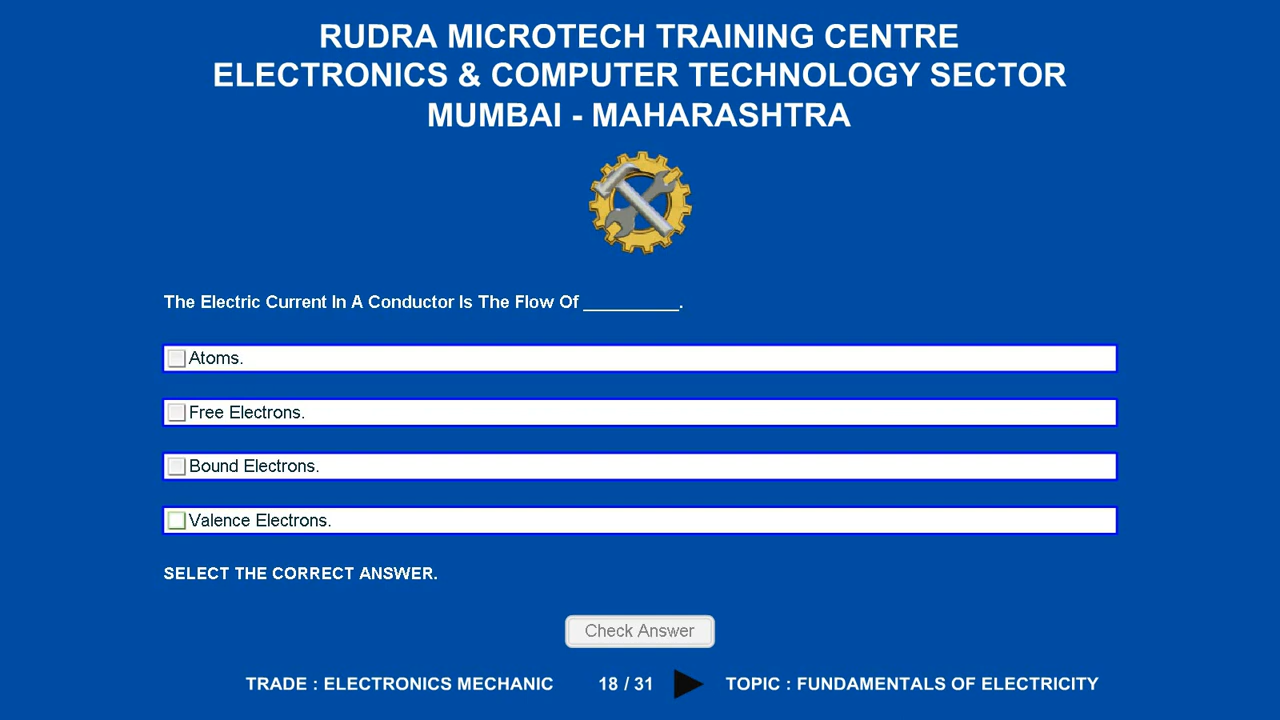 RUDRA MICROTECH TRAINING CENTRE
ELECTRONICS & COMPUTER TECHNOLOGY SECTOR
MUMBAI - MAHARASHTRA
The Electric Current In A Conductor Is The Flow Of __________.
Atoms.
Free Electrons.
Bound Electrons.
Valence Electrons.
SELECT THE CORRECT ANSWER.
Check Answer
TRADE : ELECTRONICS MECHANIC 18 / 31 TOPIC : FUNDAMENTALS OF ELECTRICITY